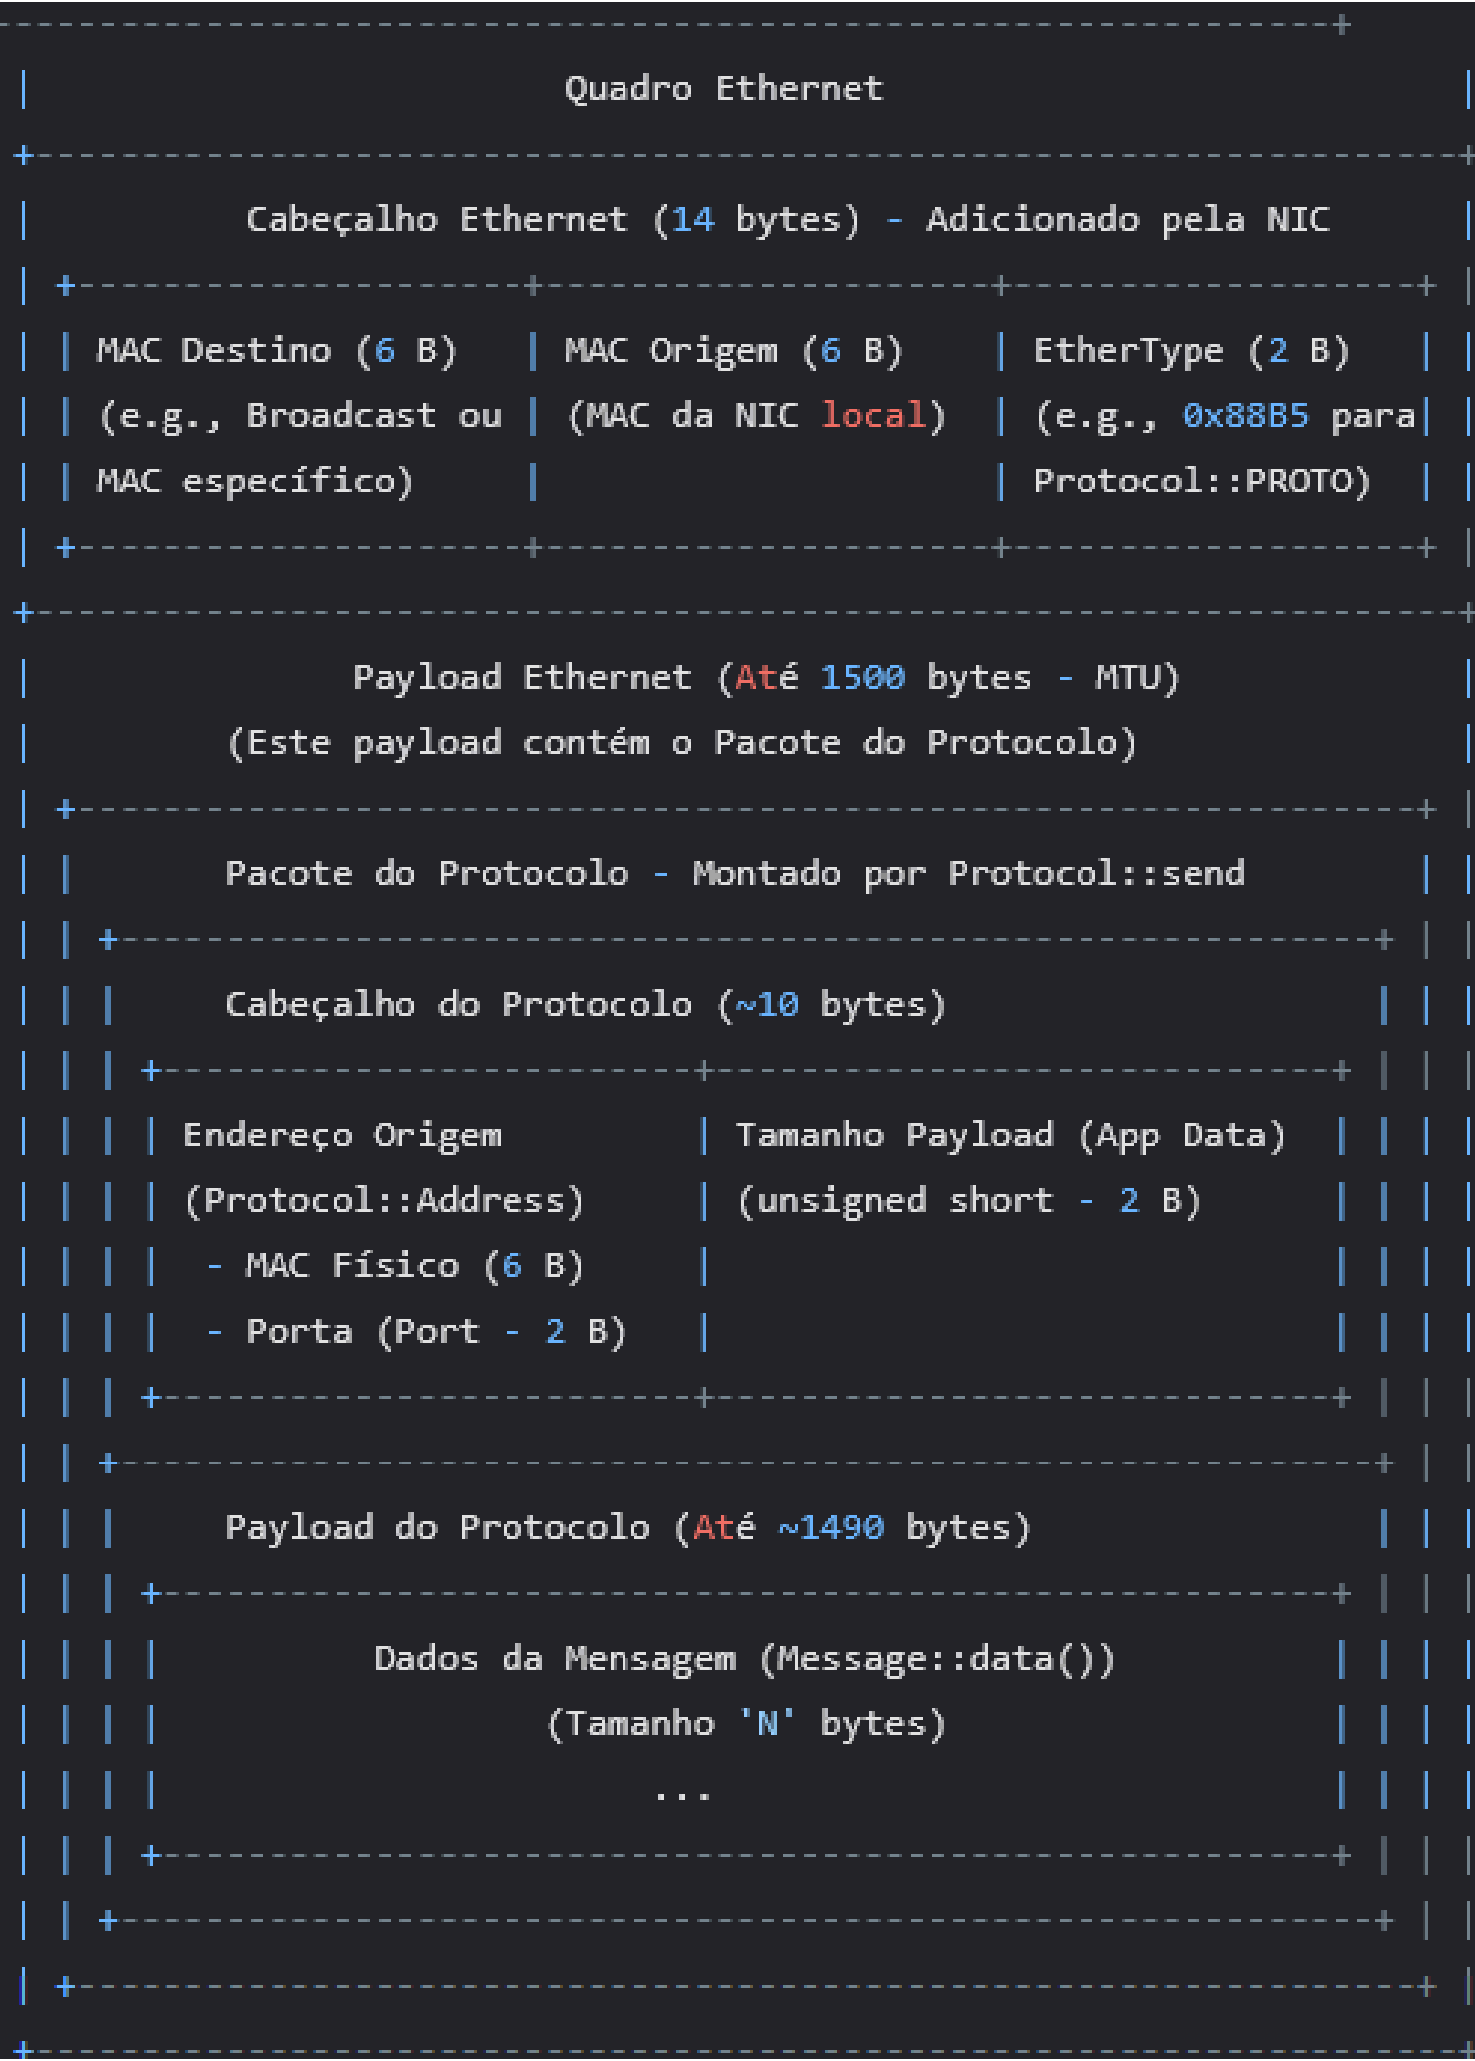 Quadro Ethernet
Cabeçalho Ethernet (14 bytes) - Adicionado pela NIC
MAC Destino (6 B) | MAC Origem (6 B) | EtherType (2 B)
(e.g., Broadcast ou | (MAC da NIC local) | (e.g., 0x88B5 para
MAC específico) | | Protocol::PROTO)
Payload Ethernet (Até 1500 bytes - MTU)
(Este payload contém o Pacote do Protocolo)
Pacote do Protocolo - Montado por Protocol::send
Cabeçalho do Protocolo (~10 bytes)
Endereço Origem | Tamanho Payload (App Data)
(Protocol::Address) | (unsigned short - 2 B)
- MAC Físico (6 B)
- Porta (Port - 2 B)
Payload do Protocolo (Até ~1490 bytes)
Dados da Mensagem (Message::data())
(Tamanho 'N' bytes)
...